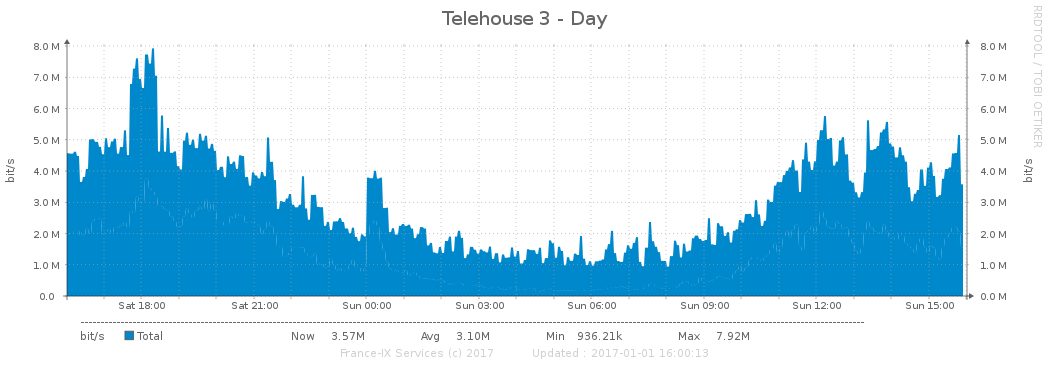 Telehouse 3 - Day
RRDTOOL / TOBI OETIKER
8.0 M 8.0 M
7.0 M 7.0 M
6.0 M 6.0 M
5.0 M 5.0 M
4.0 M 4.0 M
3.0 M 3.0 M
2.0 M 2.0 M
1.0 M 1.0 M
0.0 0.0 M
bit/s bit/s
Sat 18:00 Sat 21:00 Sun 00:00 Sun 03:00 Sun 06:00 Sun 09:00 Sun 12:00 Sun 15:00
bit/s Total Now 3.57M Avg 3.10M Min 936.21k Max 7.92M
France-IX Services (c) 2017 Updated : 2017-01-01 16:00:13